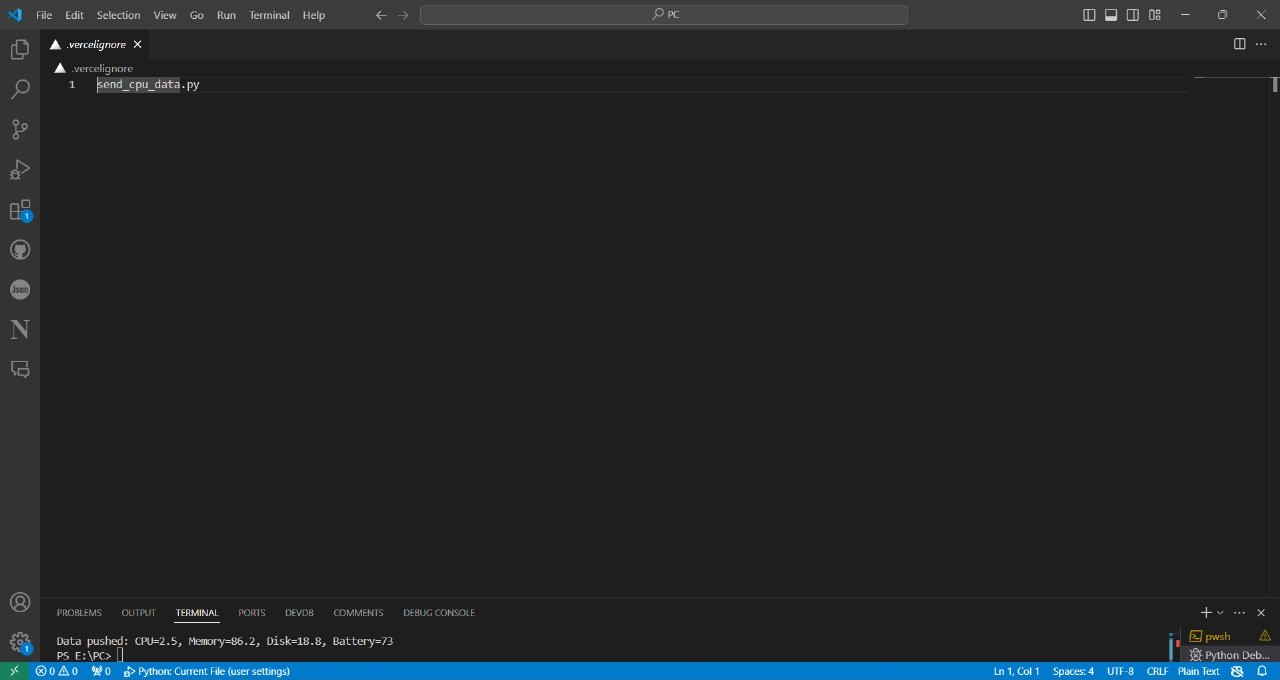 File Edit Selection View Go Run Terminal Help
PC
.vercelignore
.vercelignore
1 send_cpu_data.py
1
Json
N
1
PROBLEMS OUTPUT TERMINAL PORTS DEVDB COMMENTS DEBUG CONSOLE
Data pushed: CPU=2.5, Memory=86.2, Disk=18.8, Battery=73
PS E:\PC>
pwsh
Python Deb...
0 0 0 Python: Current File (user settings) Ln 1, Col 1 Spaces: 4 UTF-8 CRLF Plain Text